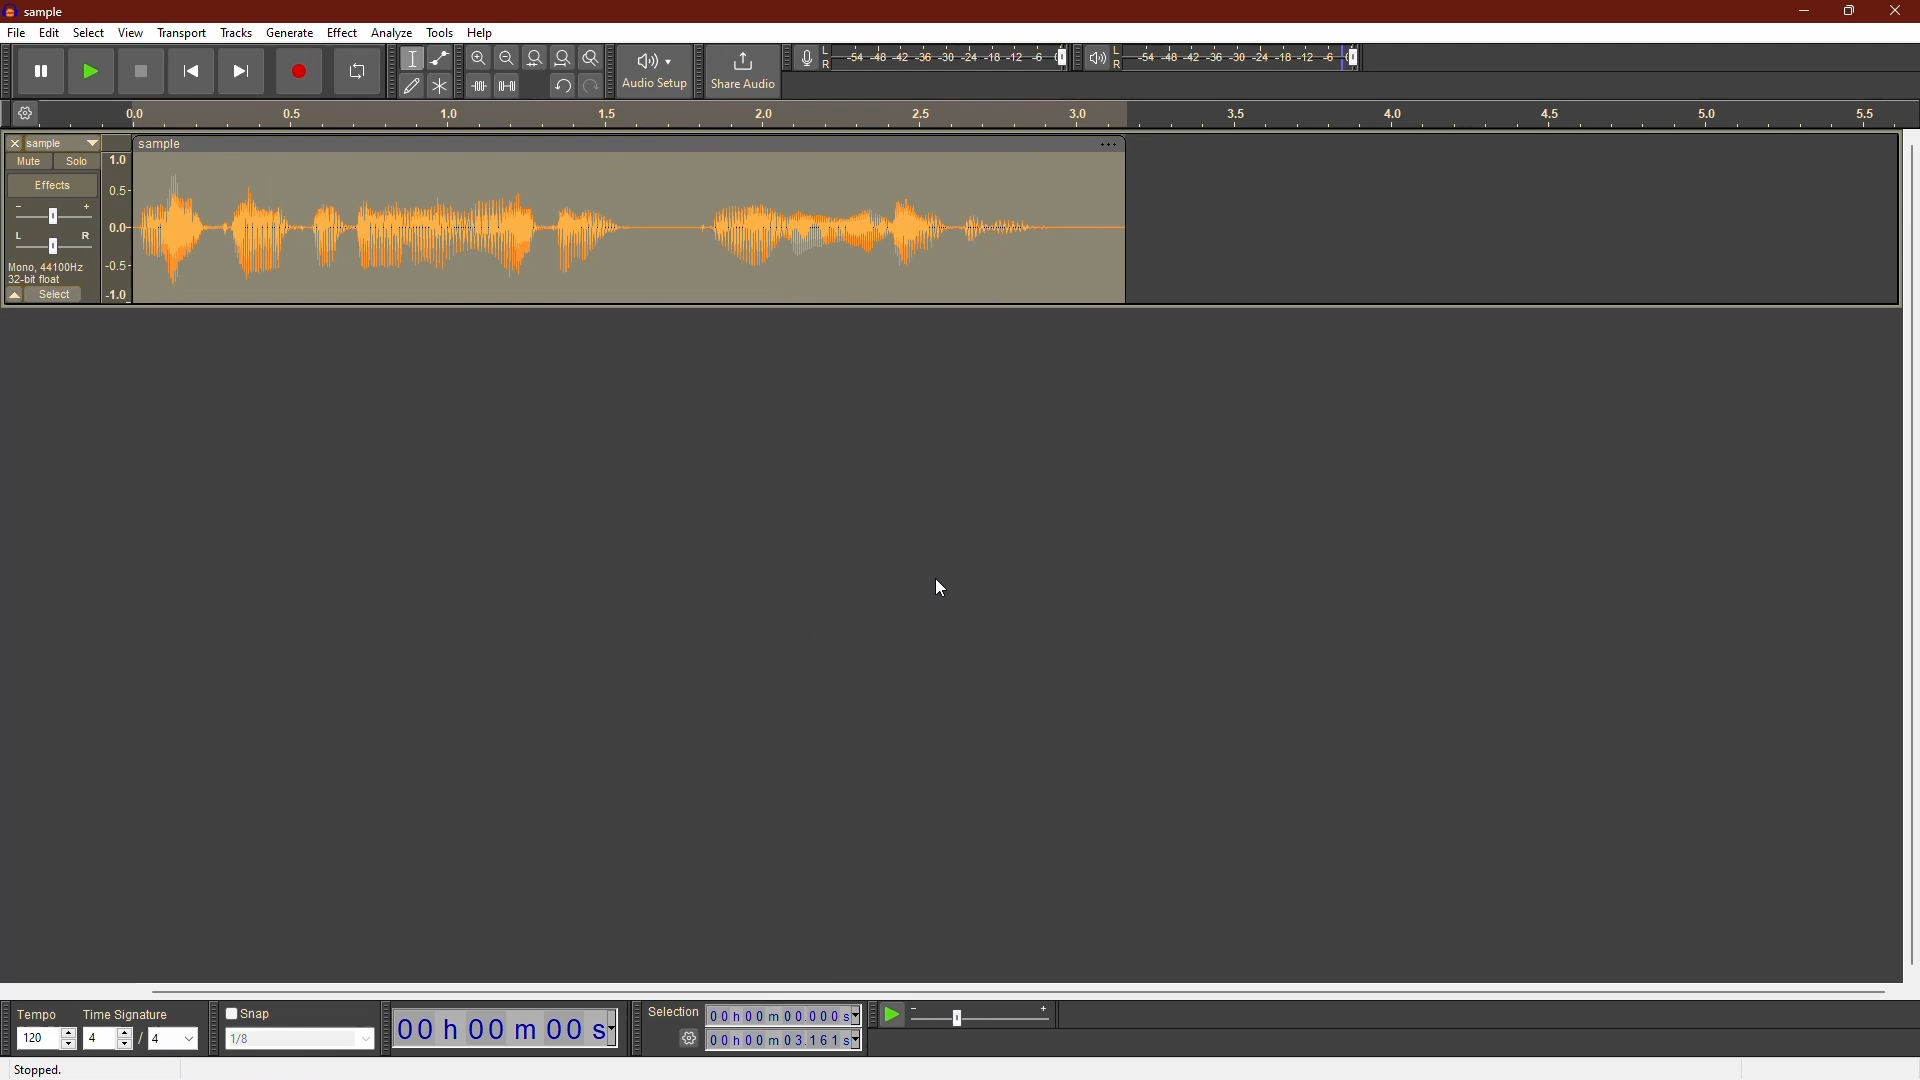 sample
File Edit Select View Transport Tracks Generate Effect Analyze Tools Help
Audio Setup
Share Audio
L R -54 -48 -42 -36 -30 -24 -18 -12 -6 0
L R -54 -48 -42 -36 -30 -24 -18 -12 -6 0
0.0 0.5 1.0 1.5 2.0 2.5 3.0 3.5 4.0 4.5 5.0 5.5
sample
Mute Solo
Effects
- +
L R
Mono, 44100Hz
32-bit float
Select
1.0
0.5
0.0
-0.5
-1.0
sample
Tempo
120
Time Signature
4 / 4
Snap
1/8
00 h 00 m 00 s
Selection
00 h 00 m 00.000 s
00 h 00 m 03.161 s
- +
Stopped.